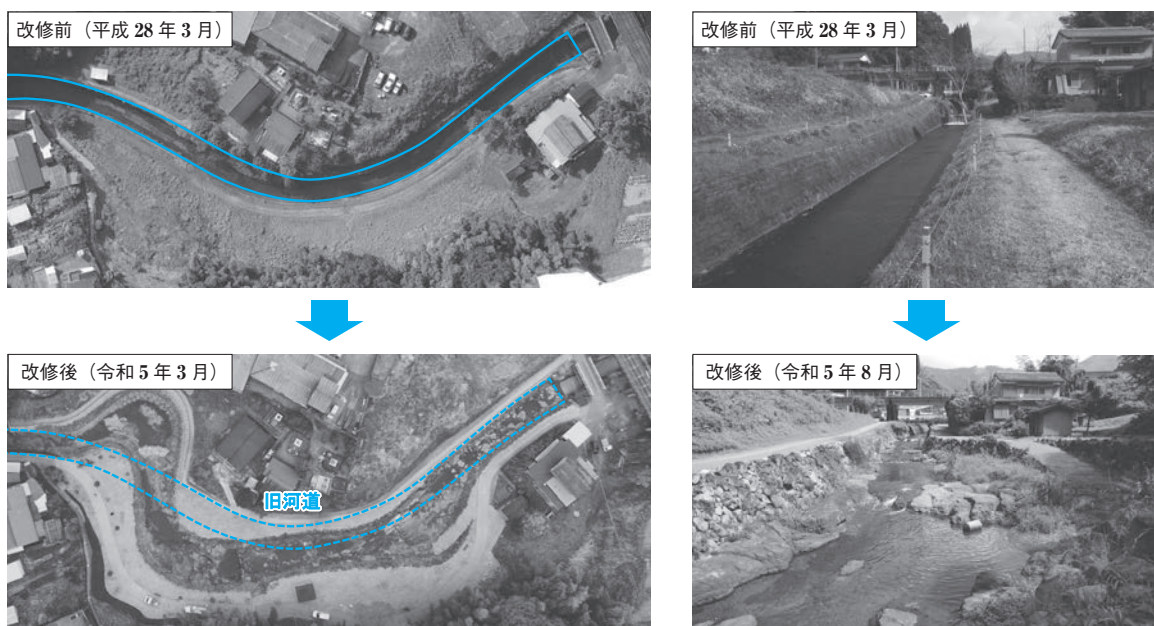 改修前（平成 28 年 3 月）
改修前（平成 28 年 3 月）
改修後（令和 5 年 3 月）
改修後（令和 5 年 8 月）
旧河道